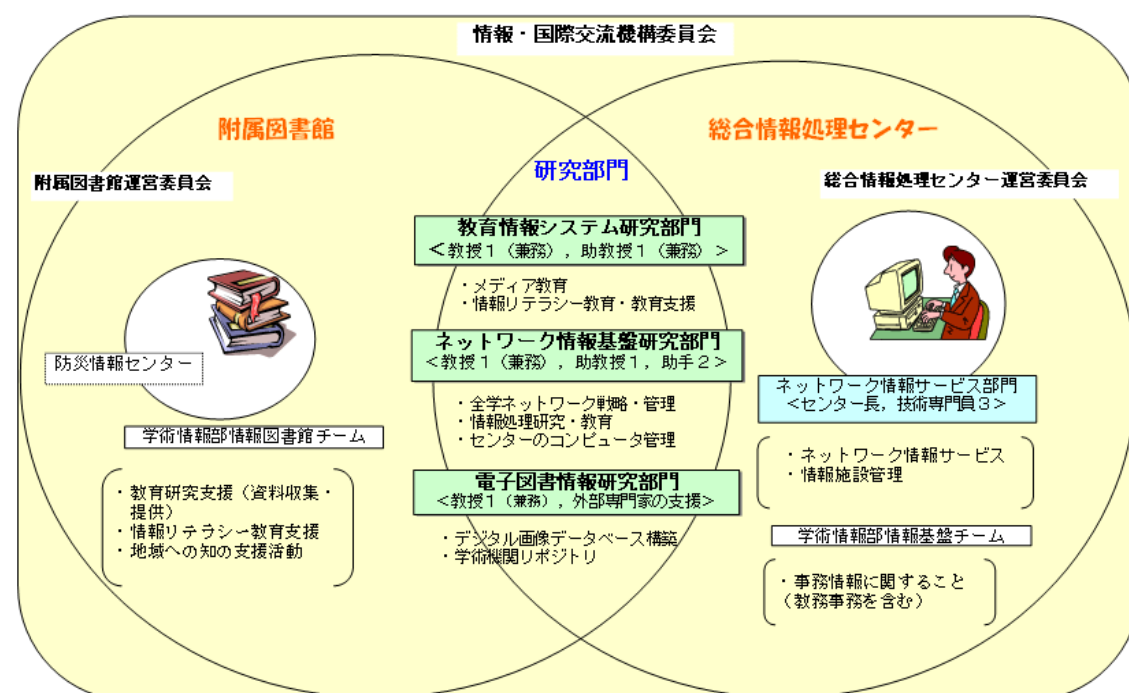 情報・国際交流機構委員会
附属図書館
総合情報処理センター
研究部門
附属図書館運営委員会
総合情報処理センター運営委員会
教育情報システム研究部門
<教授1（兼務）, 助教授1（兼務）>
・メディア教育
・情報リテラシー教育・教育支援
ネットワーク情報基盤研究部門
<教授1（兼務）, 助教授1, 助手2>
・全学ネットワーク戦略・管理
・情報処理研究・教育
・センターのコンピュータ管理
電子図書情報研究部門
<教授1（兼務）, 外部専門家の支援>
・デジタル画像データベース構築
・学術機関リポジトリ
防災情報センター
学術情報部情報図書館チーム
・教育研究支援（資料収集・
提供）
・情報リテラシー教育支援
・地域への知の支援活動
ネットワーク情報サービス部門
<センター長, 技術専門員3>
・ネットワーク情報サービス
・情報施設管理
学術情報部情報基盤チーム
・事務情報に関すること
（教務事務を含む）